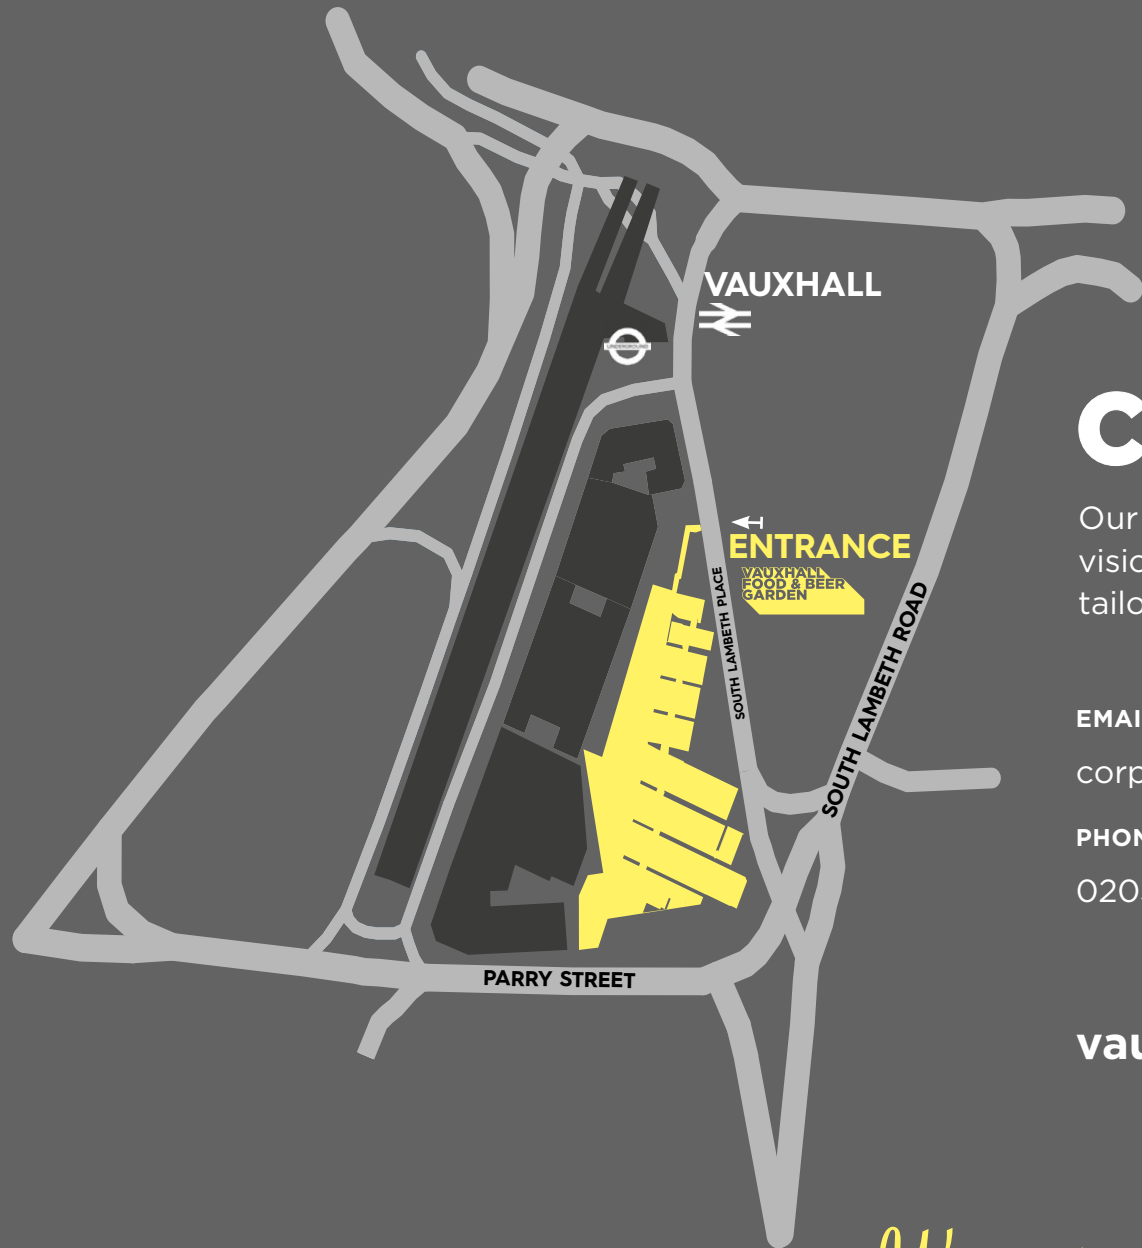 VAUXHALL
UNDERGROUND
ENTRANCE
VAUXHALL
FOOD & BEER
GARDEN
SOUTH LAMBETH PLACE
SOUTH LAMBETH ROAD
PARRY STREET
C
Our
visio
tailo
EMAI
corp
PHON
020
vau